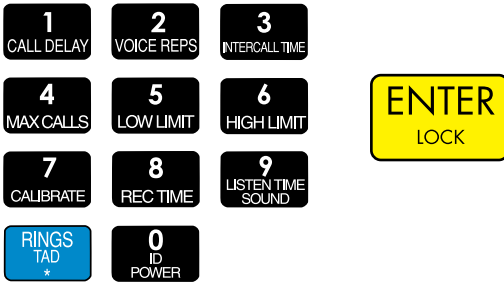 1
CALL DELAY
2
VOICE REPS
3
INTERCALL TIME
4
MAX CALLS
5
LOW LIMIT
6
HIGH LIMIT
ENTER
LOCK
7
CALIBRATE
8
REC TIME
9
LISTEN TIME
SOUND
RINGS
TAD
*
0
ID
POWER